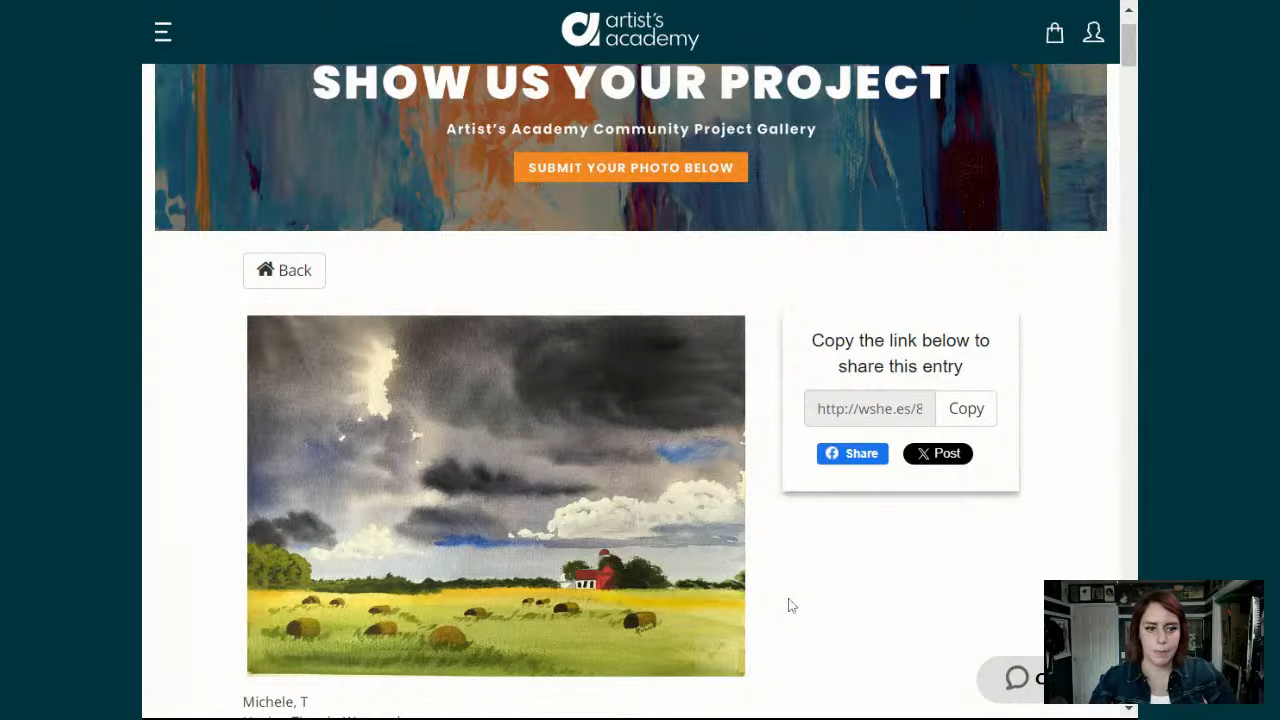 artist's
academy
SHOW US YOUR PROJECT
Artist's Academy Community Project Gallery
SUBMIT YOUR PHOTO BELOW
Back
Copy the link below to
share this entry
http://wshe.es/8 Copy
Share X Post
Michele, T